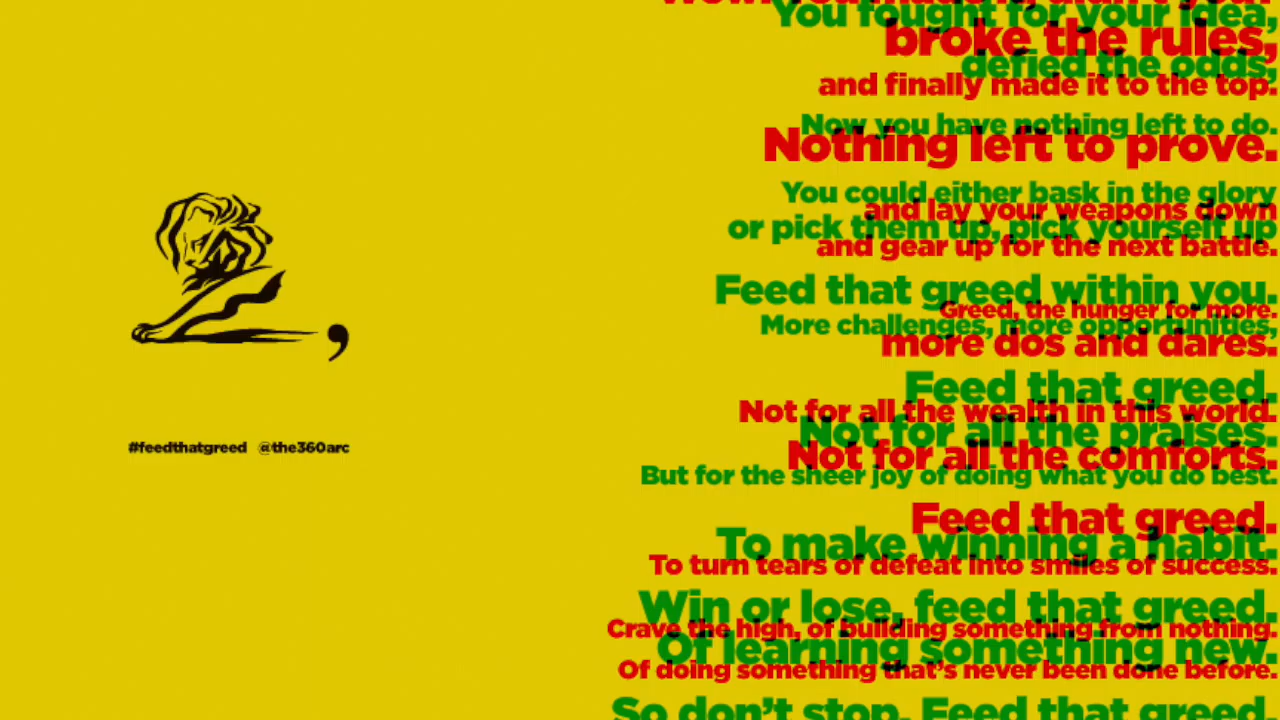 Wow! You made it, didn't you?
You fought for your idea,
broke the rules,
defied the odds,
and finally made it to the top.
Now you have nothing left to do.
Nothing left to prove.
You could either bask in the glory
and lay your weapons down
or pick them up, pick yourself up
and gear up for the next battle.
Feed that greed within you.
Greed, the hunger for more.
More challenges, more opportunities,
more dos and dares.
Feed that greed.
Not for all the wealth in this world.
Not for all the praises.
Not for all the comforts.
But for the sheer joy of doing what you do best.
Feed that greed.
To make winning a habit.
To turn tears of defeat into smiles of success.
Win or lose, feed that greed.
Crave the high, of building something from nothing.
Of learning something new.
Of doing something that's never been done before.
So don't stop. Feed that greed.
#feedthatgreed @the360arc